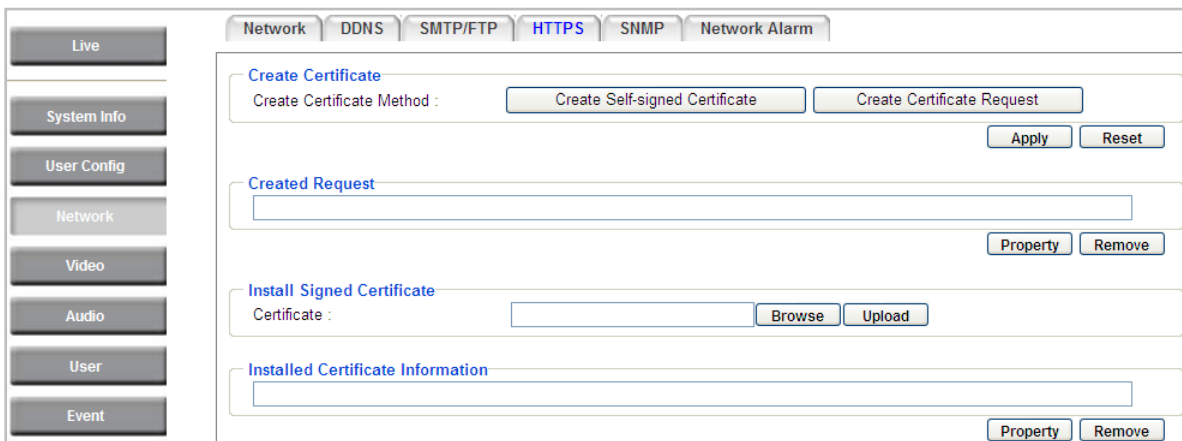 Live
System Info
User Config
Network
Video
Audio
User
Event
Network DDNS SMTP/FTP HTTPS SNMP Network Alarm
Create Certificate
Create Certificate Method : Create Self-signed Certificate Create Certificate Request
Apply Reset
Created Request
Property Remove
Install Signed Certificate
Certificate : Browse Upload
Installed Certificate Information
Property Remove